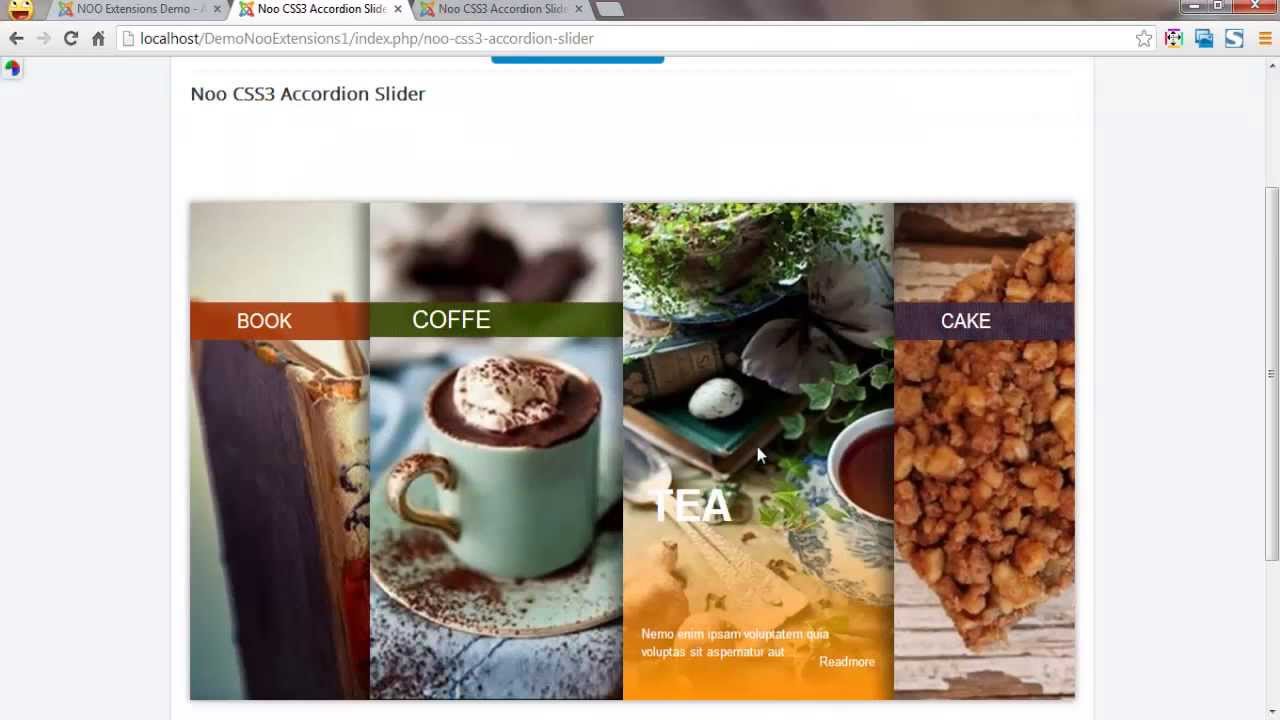 NOO Extensions Demo - A
Noo CSS3 Accordion Slide
Noo CSS3 Accordion Slide
localhost/DemoNooExtensions1/index.php/noo-css3-accordion-slider
Noo CSS3 Accordion Slider
BOOK
COFFE
CAKE
TEA
Nemo enim ipsam voluptatem quia
voluptas sit aspernatur aut
Readmore